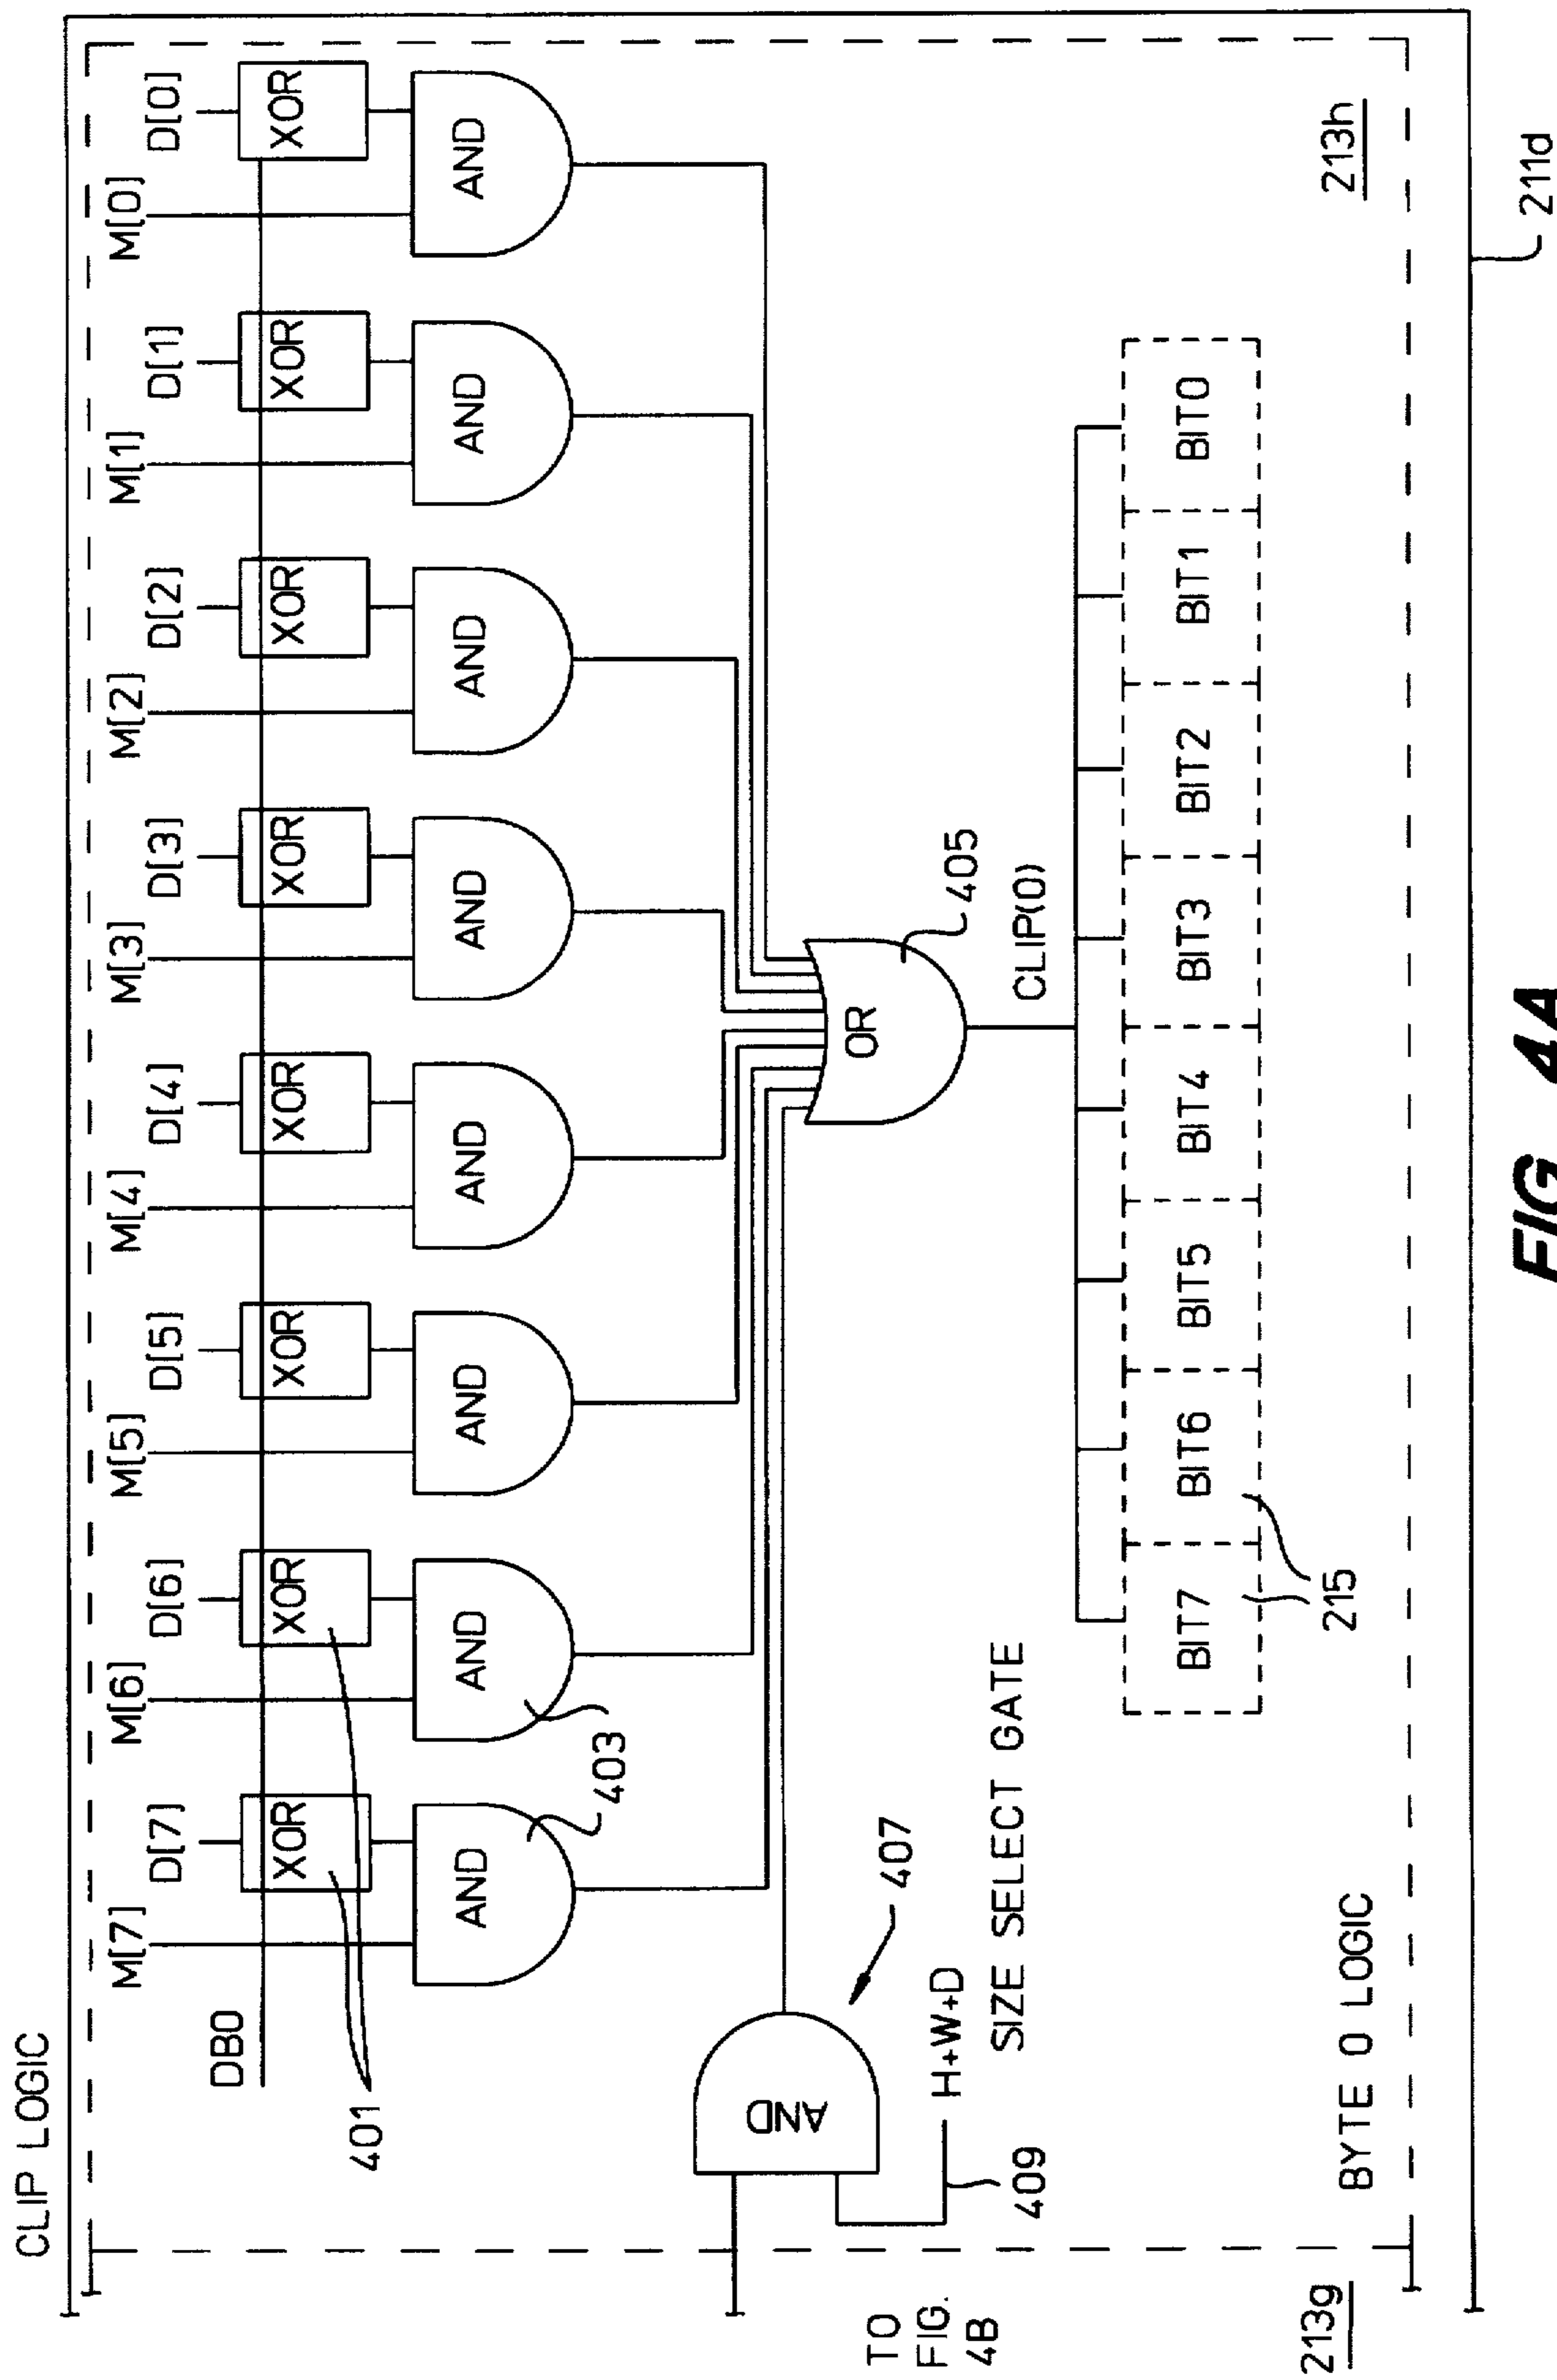 CLIP LOGIC
M[7] D[7] M[6] D[6] M[5] D[5] M[4] D[4] M[3] D[3] M[2] D[2] M[1] D[1] M[0] D[0]
DB0
XOR XOR XOR XOR XOR XOR XOR XOR
401
AND AND AND AND AND AND AND AND
403
AND
407
OR
405
H+W+D
409
SIZE SELECT GATE
CLIP(0)
TO
FIG.
4B
BIT7 BIT6 BIT5 BIT4 BIT3 BIT2 BIT1 BIT0
215
BYTE 0 LOGIC
213g
213h
211d
FIG. 4A